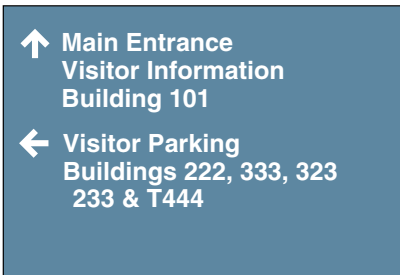 Main Entrance
Visitor Information
Building 101
Visitor Parking
Buildings 222, 333, 323
233 & T444